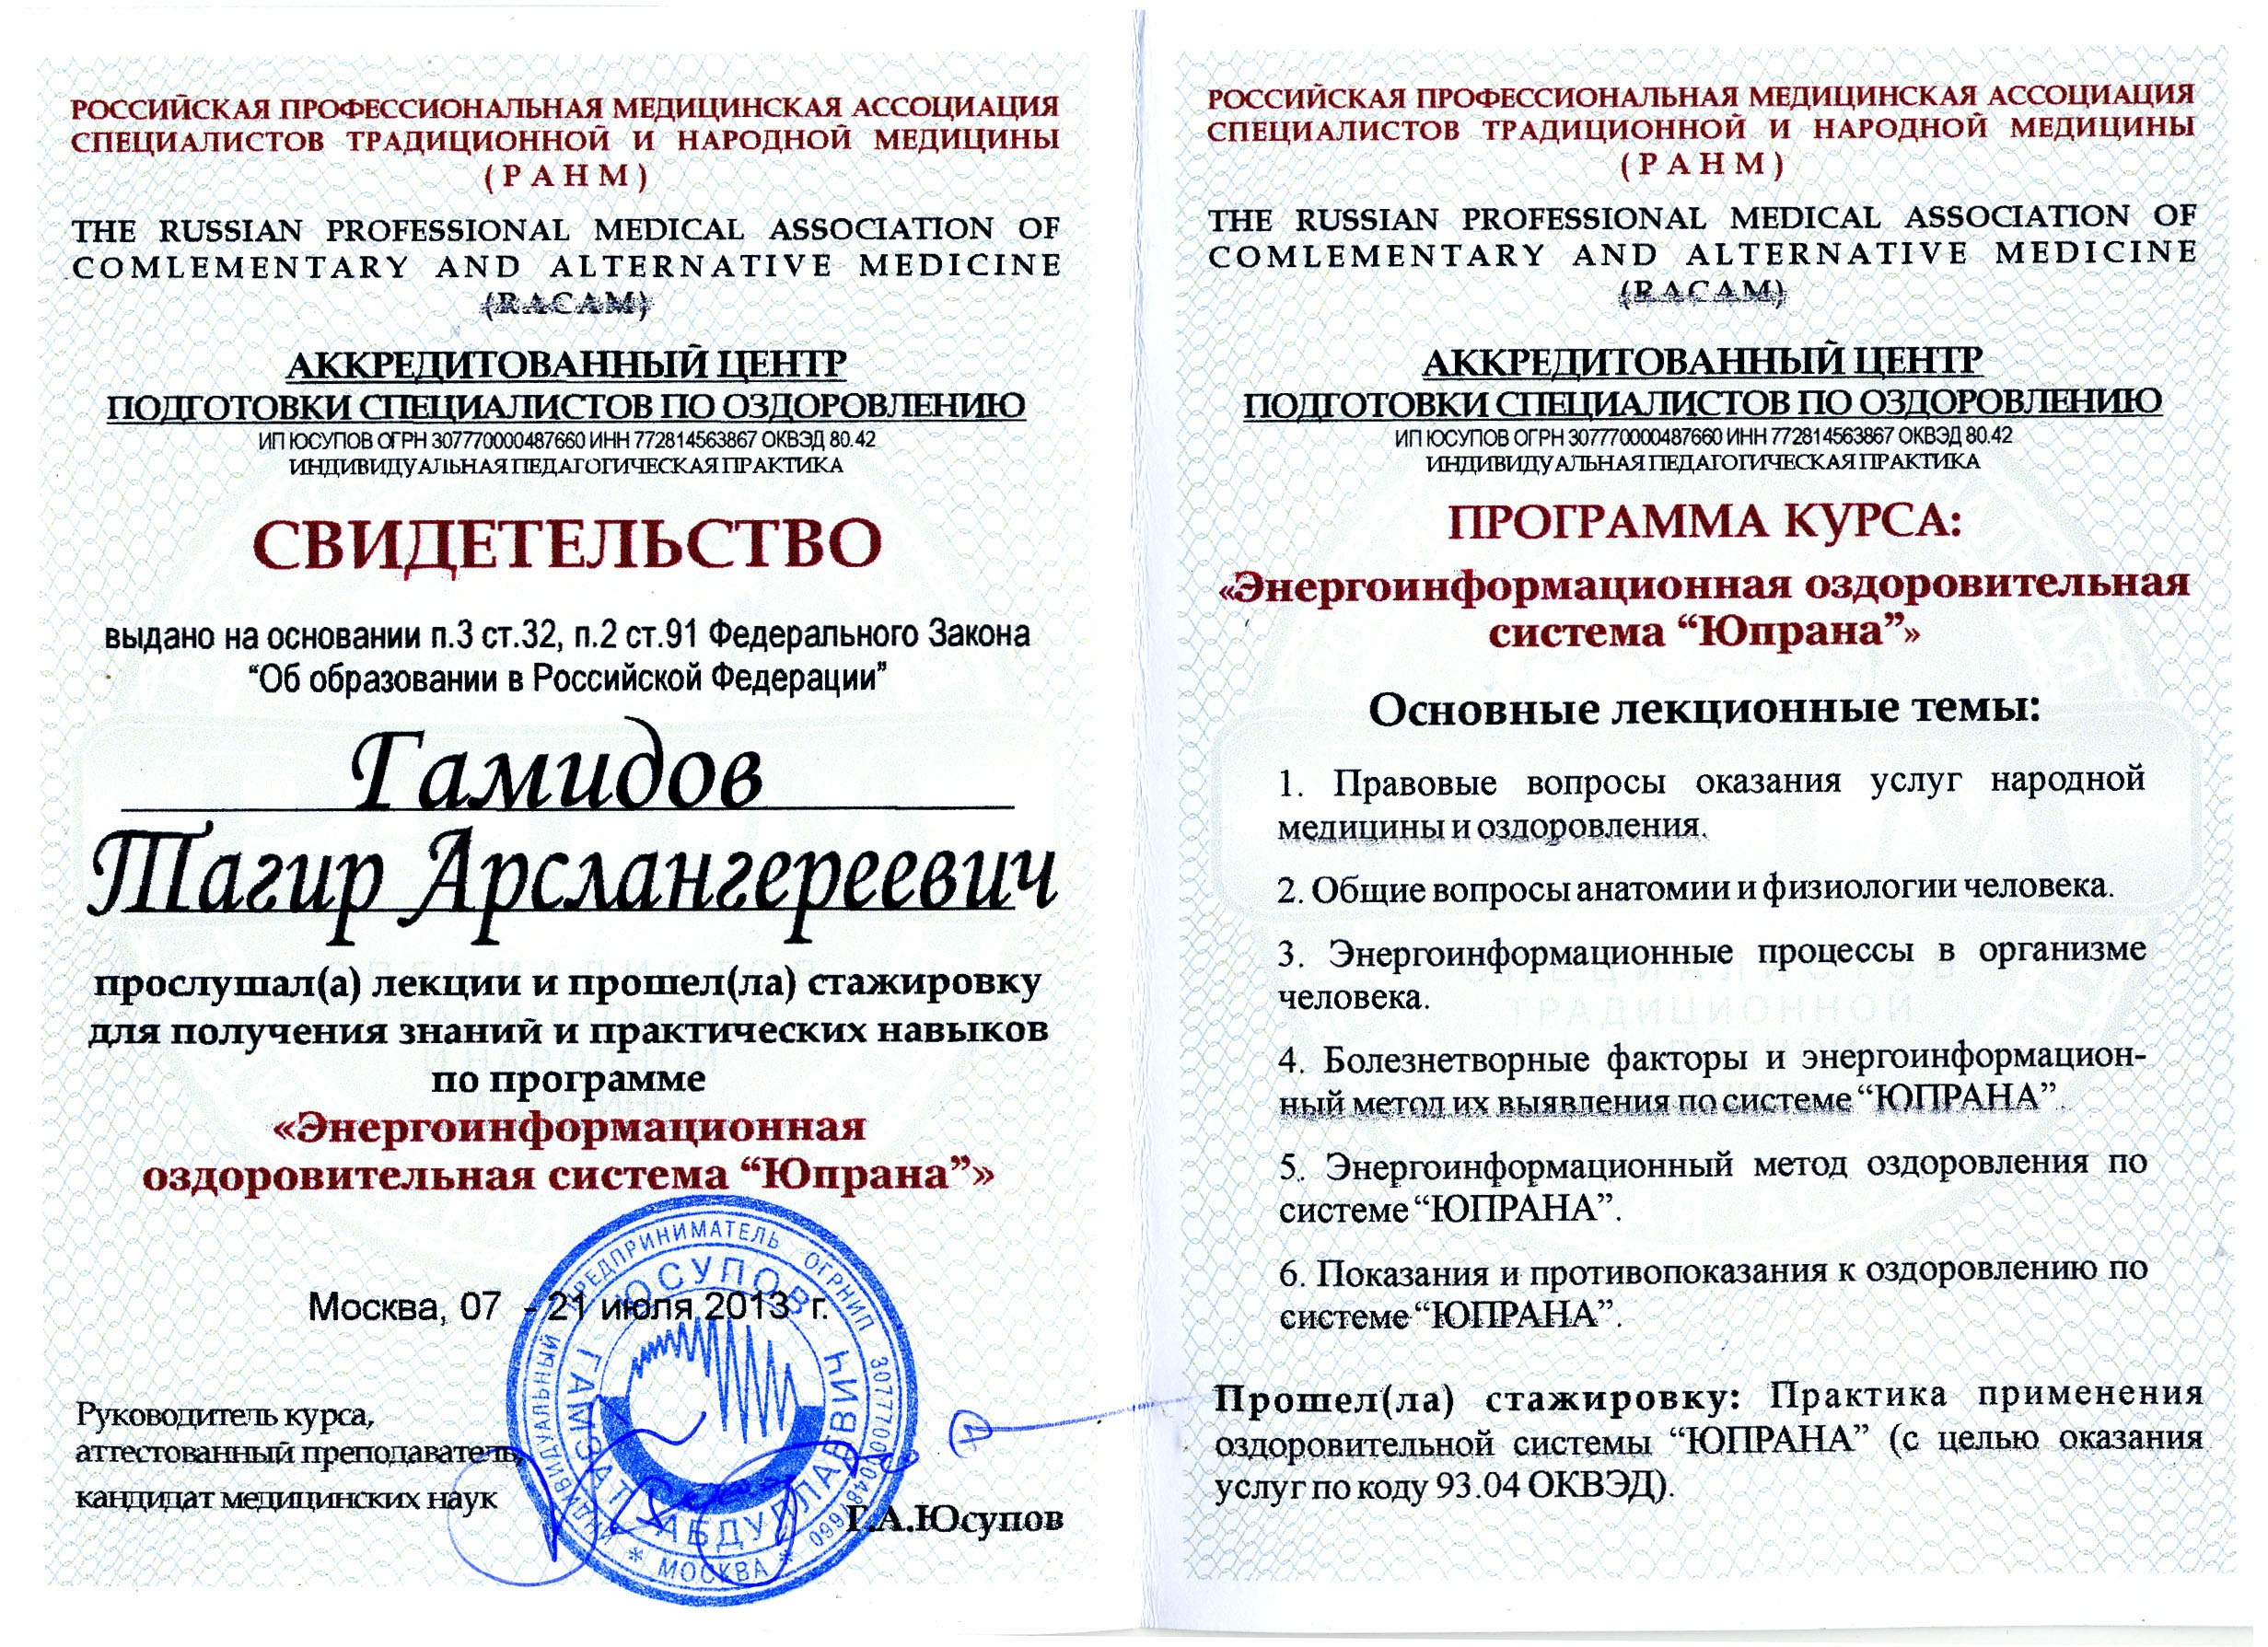 РОССИЙСКАЯ ПРОФЕССИОНАЛЬНАЯ МЕДИЦИНСКАЯ АССОЦИАЦИЯ
СПЕЦИАЛИСТОВ ТРАДИЦИОННОЙ И НАРОДНОЙ МЕДИЦИНЫ
(РАНМ)
THE RUSSIAN PROFESSIONAL MEDICAL ASSOCIATION OF
COMLEMENTARY AND ALTERNATIVE MEDICINE
(RACAM)
АККРЕДИТОВАННЫЙ ЦЕНТР
ПОДГОТОВКИ СПЕЦИАЛИСТОВ ПО ОЗДОРОВЛЕНИЮ
ИП ЮСУПОВ ОГРН 307770000487660 ИНН 772814563867 ОКВЭД 80.42
ИНДИВИДУАЛЬНАЯ ПЕДАГОГИЧЕСКАЯ ПРАКТИКА
СВИДЕТЕЛЬСТВО
выдано на основании п.3 ст.32, п.2 ст.91 Федерального Закона
“Об образовании в Российской Федерации”
Гамидов
Тагир Арслангереевич
прослушал(а) лекции и прошел(ла) стажировку
для получения знаний и практических навыков
по программе
«Энергоинформационная
оздоровительная система “Юпрана”»
Москва, 07 - 21 июля 2013 г.
Руководитель курса,
аттестованный преподаватель,
кандидат медицинских наук
Г.А.Юсупов
ИНДИВИДУАЛЬНЫЙ ПРЕДПРИНИМАТЕЛЬ ОГРНИП 307770000487660
* МОСКВА *
ЮСУПОВ ГАМЗАТ АБДУЛЛАЕВИЧ
РОССИЙСКАЯ ПРОФЕССИОНАЛЬНАЯ МЕДИЦИНСКАЯ АССОЦИАЦИЯ
СПЕЦИАЛИСТОВ ТРАДИЦИОННОЙ И НАРОДНОЙ МЕДИЦИНЫ
(РАНМ)
THE RUSSIAN PROFESSIONAL MEDICAL ASSOCIATION OF
COMLEMENTARY AND ALTERNATIVE MEDICINE
(RACAM)
АККРЕДИТОВАННЫЙ ЦЕНТР
ПОДГОТОВКИ СПЕЦИАЛИСТОВ ПО ОЗДОРОВЛЕНИЮ
ИП ЮСУПОВ ОГРН 307770000487660 ИНН 772814563867 ОКВЭД 80.42
ИНДИВИДУАЛЬНАЯ ПЕДАГОГИЧЕСКАЯ ПРАКТИКА
ПРОГРАММА КУРСА:
«Энергоинформационная оздоровительная
система “Юпрана”»
Основные лекционные темы:
1. Правовые вопросы оказания услуг народной
медицины и оздоровления.
2. Общие вопросы анатомии и физиологии человека.
3. Энергоинформационные процессы в организме
человека.
4. Болезнетворные факторы и энергоинформацион-
ный метод их выявления по системе “ЮПРАНА”.
5. Энергоинформационный метод оздоровления по
системе “ЮПРАНА”.
6. Показания и противопоказания к оздоровлению по
системе “ЮПРАНА”.
Прошел(ла) стажировку: Практика применения
оздоровительной системы “ЮПРАНА” (с целью оказания
услуг по коду 93.04 ОКВЭД).